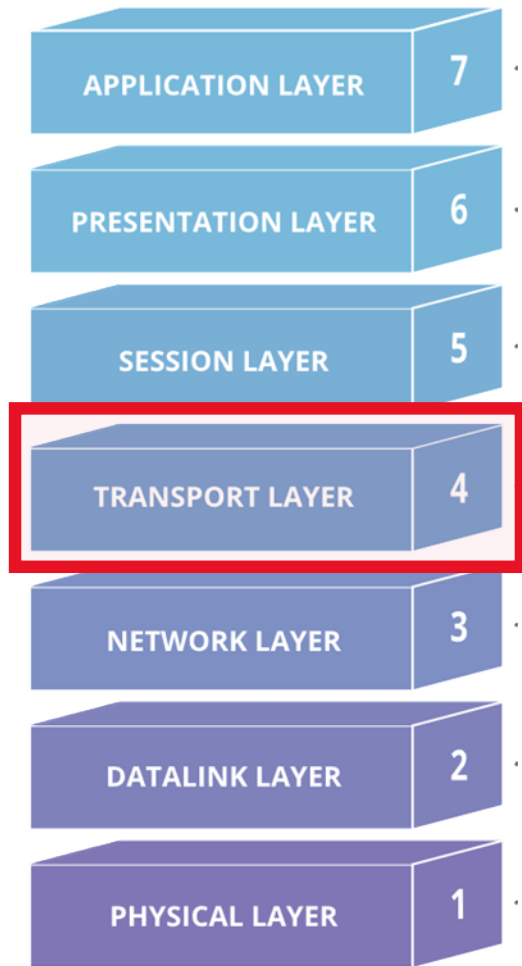 APPLICATION LAYER 7
PRESENTATION LAYER 6
SESSION LAYER 5
TRANSPORT LAYER 4
NETWORK LAYER 3
DATALINK LAYER 2
PHYSICAL LAYER 1